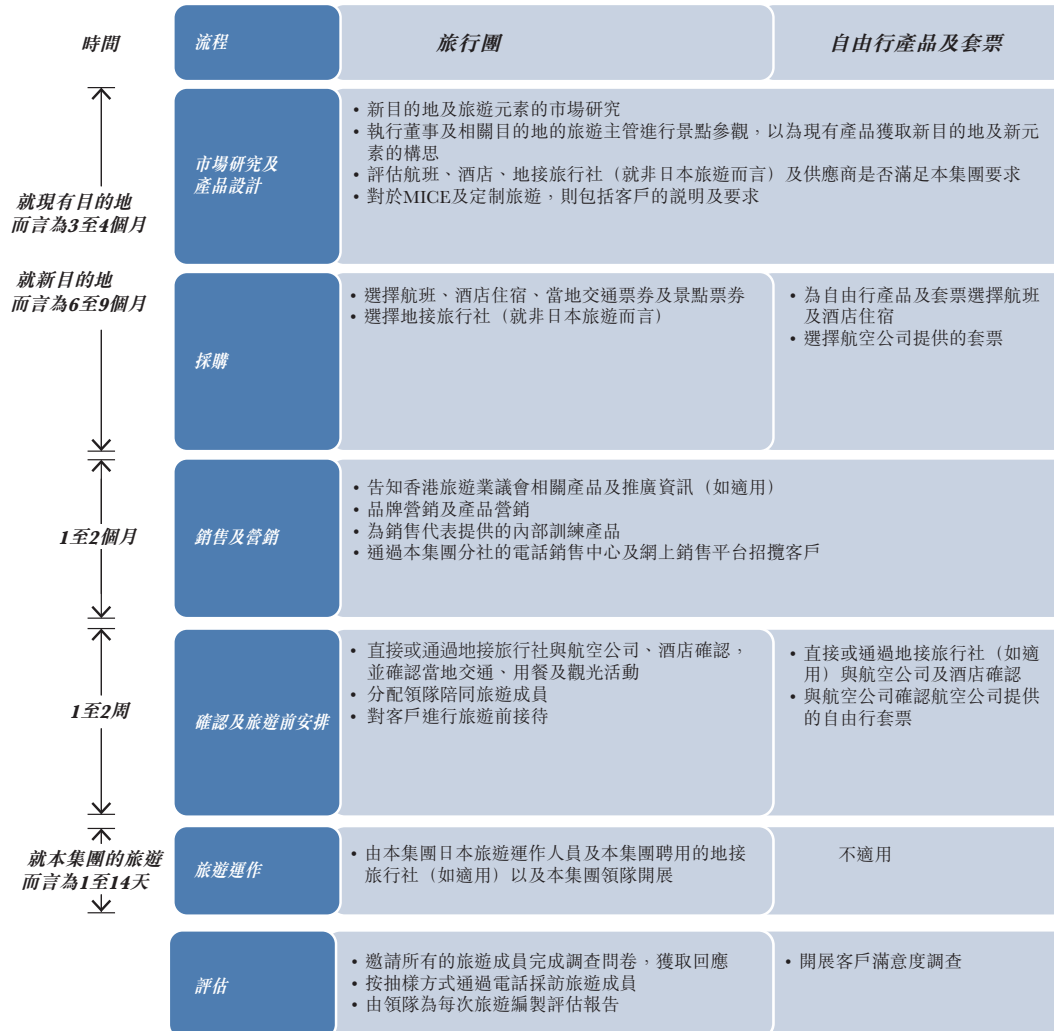 時間
流程
旅行團
自由行產品及套票
就現有目的地
而言為3至4個月
就新目的地
而言為6至9個月
市場研究及
產品設計
• 新目的地及旅遊元素的市場研究
• 執行董事及相關目的地的旅遊主管進行景點參觀，以為現有產品獲取新目的地及新元
素的構思
• 評估航班、酒店、地接旅行社（就非日本旅遊而言）及供應商是否滿足本集團要求
• 對於MICE及定制旅遊，則包括客戶的説明及要求
採購
• 選擇航班、酒店住宿、當地交通票券及景點票券
• 選擇地接旅行社（就非日本旅遊而言）
• 為自由行產品及套票選擇航班
及酒店住宿
• 選擇航空公司提供的套票
1至2個月
銷售及營銷
• 告知香港旅遊業議會相關產品及推廣資訊（如適用）
• 品牌營銷及產品營銷
• 為銷售代表提供的內部訓練產品
• 通過本集團分社的電話銷售中心及網上銷售平台招攬客戶
1至2周
確認及旅遊前安排
• 直接或通過地接旅行社與航空公司、酒店確認，
並確認當地交通、用餐及觀光活動
• 分配領隊陪同旅遊成員
• 對客戶進行旅遊前接待
• 直接或通過地接旅行社（如適
用）與航空公司及酒店確認
• 與航空公司確認航空公司提供
的自由行套票
就本集團的旅遊
而言為1至14天
旅遊運作
• 由本集團日本旅遊運作人員及本集團聘用的地接
旅行社（如適用）以及本集團領隊開展
不適用
評估
• 邀請所有的旅遊成員完成調查問卷，獲取回應
• 按抽樣方式通過電話採訪旅遊成員
• 由領隊為每次旅遊編製評估報告
• 開展客戶滿意度調查